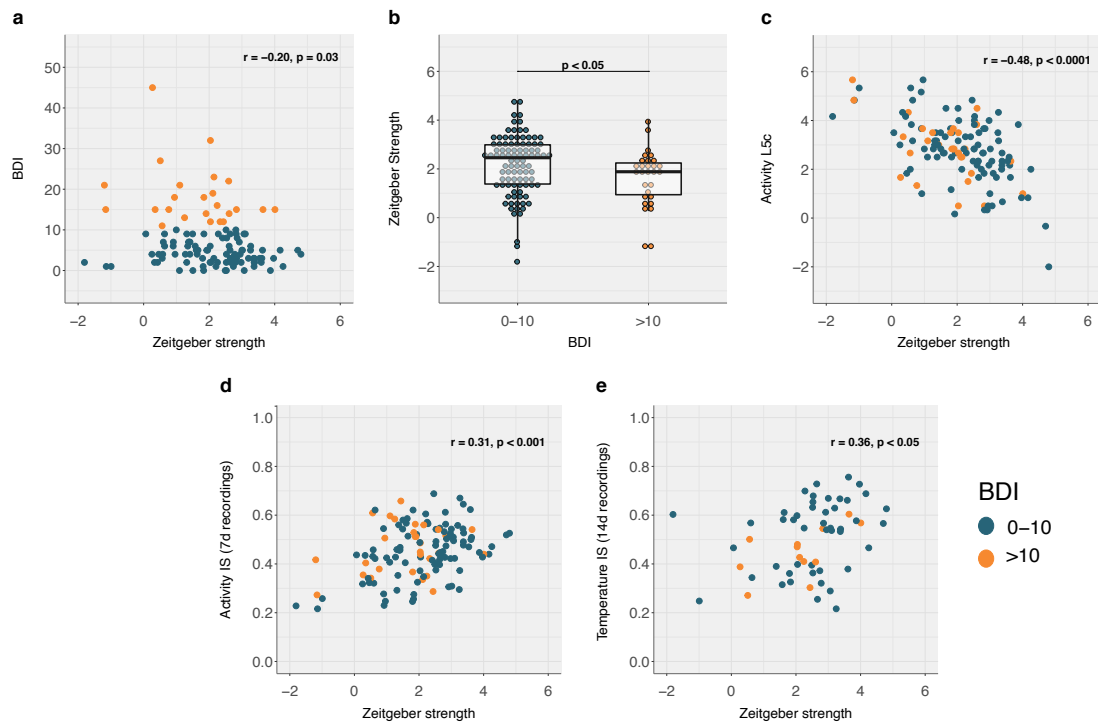 a
r = −0.20, p = 0.03
BDI
50
40
30
20
10
0
−2 0 2 4 6
Zeitgeber strength
b
p < 0.05
Zeitgeber Strength
6
4
2
0
−2
0−10 >10
BDI
c
r = −0.48, p < 0.0001
Activity L5c
6
4
2
0
−2
−2 0 2 4 6
Zeitgeber strength
d
r = 0.31, p < 0.001
Activity IS (7d recordings)
1.0
0.8
0.6
0.4
0.2
0.0
−2 0 2 4 6
Zeitgeber strength
e
r = 0.36, p < 0.05
Temperature IS (14d recordings)
1.0
0.8
0.6
0.4
0.2
0.0
−2 0 2 4 6
Zeitgeber strength
BDI
0−10
>10